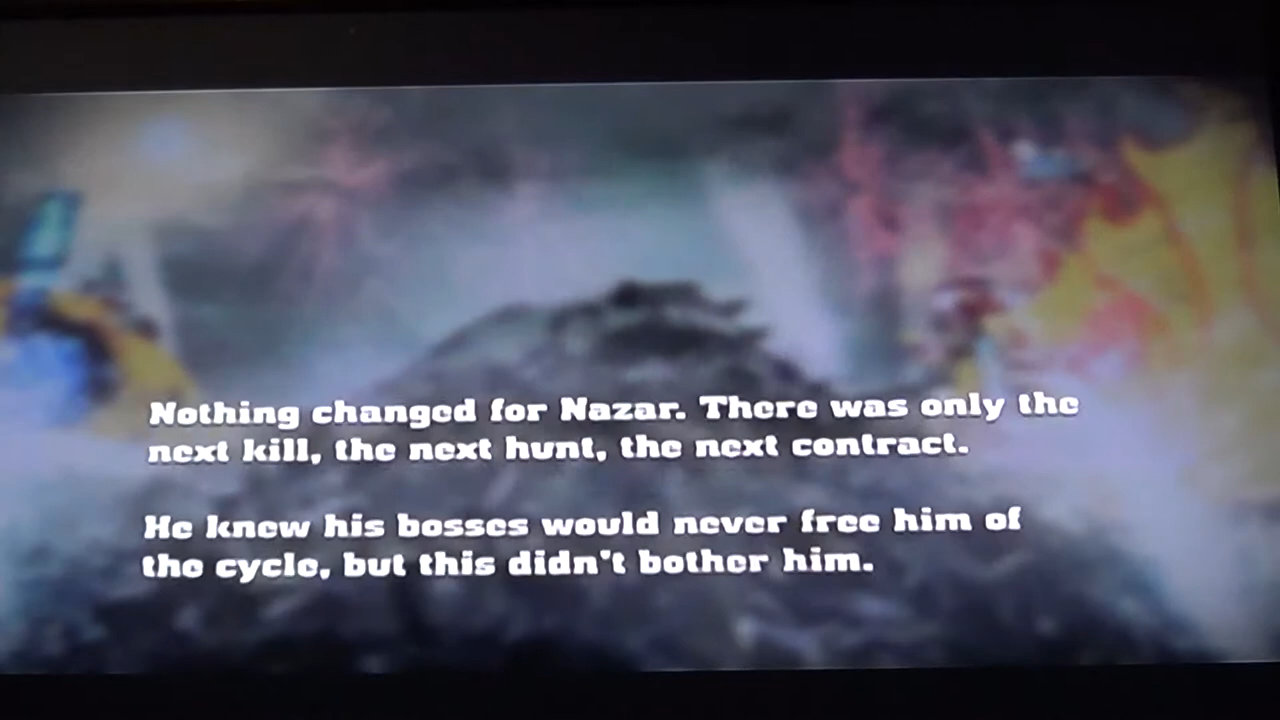 Nothing changed for Nazar. There was only the
next kill, the next hunt, the next contract.
He knew his bosses would never free him of
the cycle, but this didn't bother him.